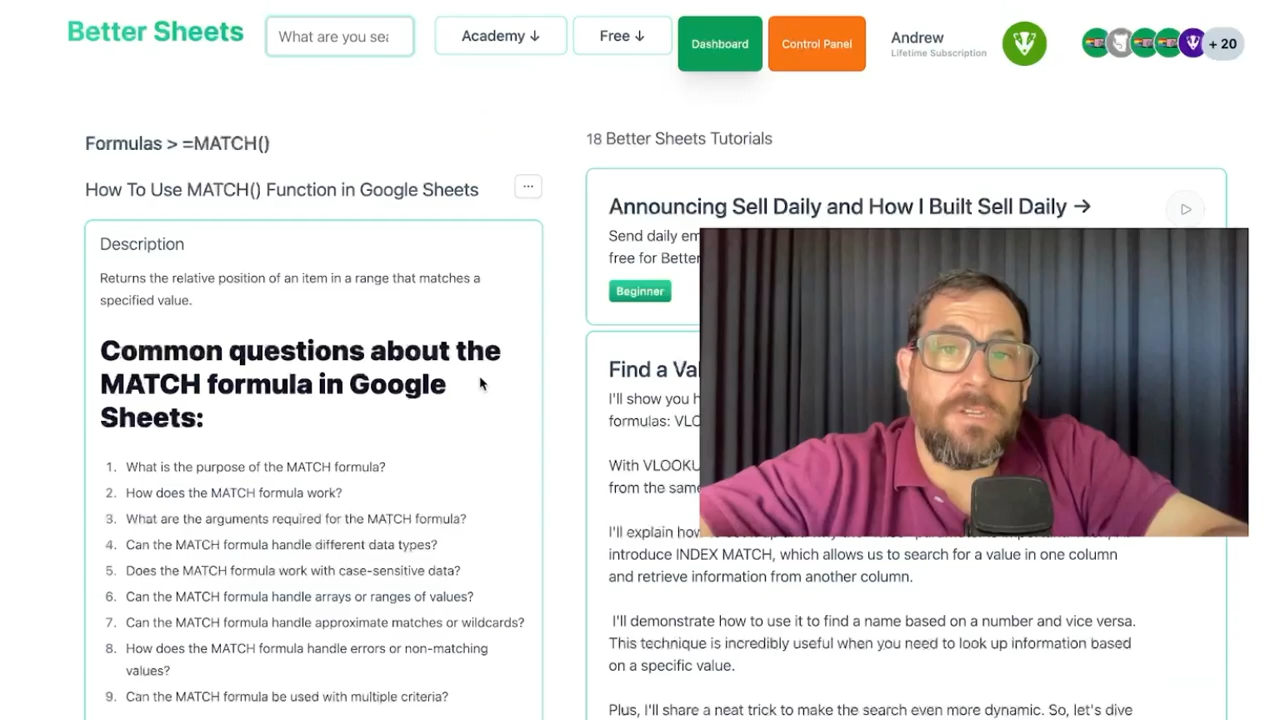 Better Sheets
What are you sea
Academy ↓
Free ↓
Dashboard
Control Panel
Andrew
Lifetime Subscription
+ 20
Formulas > =MATCH()
How To Use MATCH() Function in Google Sheets
...
Description
Returns the relative position of an item in a range that matches a
specified value.
Common questions about the
MATCH formula in Google
Sheets:
1. What is the purpose of the MATCH formula?
2. How does the MATCH formula work?
3. What are the arguments required for the MATCH formula?
4. Can the MATCH formula handle different data types?
5. Does the MATCH formula work with case-sensitive data?
6. Can the MATCH formula handle arrays or ranges of values?
7. Can the MATCH formula handle approximate matches or wildcards?
8. How does the MATCH formula handle errors or non-matching
values?
9. Can the MATCH formula be used with multiple criteria?
18 Better Sheets Tutorials
Announcing Sell Daily and How I Built Sell Daily →
Send daily em
free for Better
Beginner
Find a Val
I'll show you h
formulas: VLO
With VLOOKU
from the same
I'll explain how
introduce INDEX MATCH, which allows us to search for a value in one column
and retrieve information from another column.
I'll demonstrate how to use it to find a name based on a number and vice versa.
This technique is incredibly useful when you need to look up information based
on a specific value.
Plus, I'll share a neat trick to make the search even more dynamic. So, let's dive